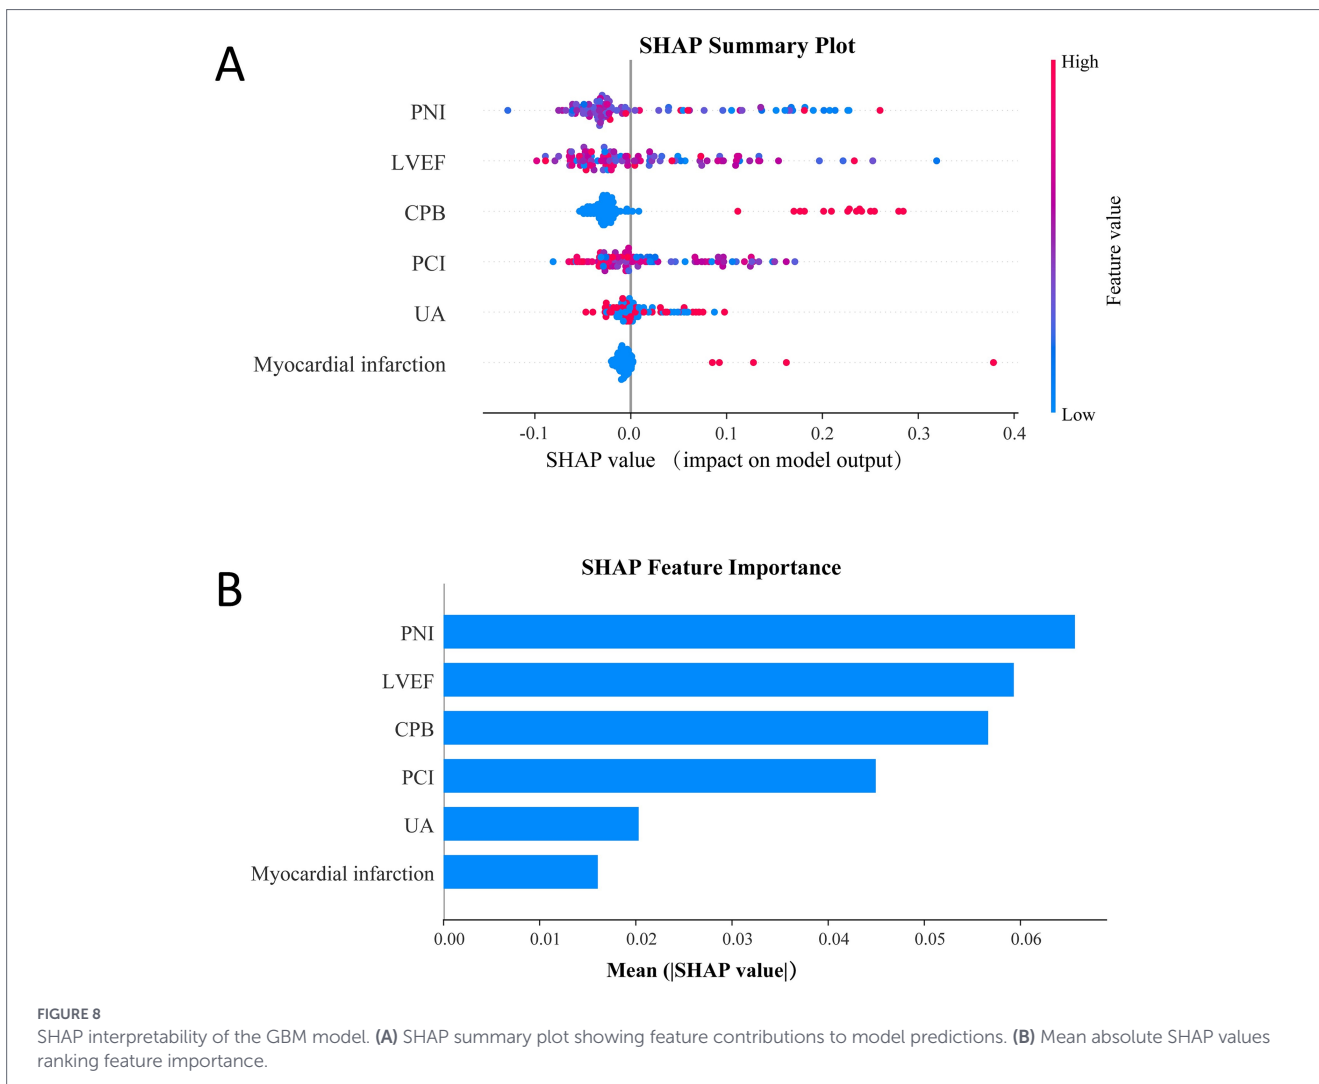 A
SHAP Summary Plot
High
PNI
LVEF
CPB
PCI
UA
Myocardial infarction
Feature value
Low
-0.1 0.0 0.1 0.2 0.3 0.4
SHAP value （impact on model output）
B
SHAP Feature Importance
PNI
LVEF
CPB
PCI
UA
Myocardial infarction
0.00 0.01 0.02 0.03 0.04 0.05 0.06
Mean (|SHAP value|）
FIGURE 8
SHAP interpretability of the GBM model. (A) SHAP summary plot showing feature contributions to model predictions. (B) Mean absolute SHAP values
ranking feature importance.